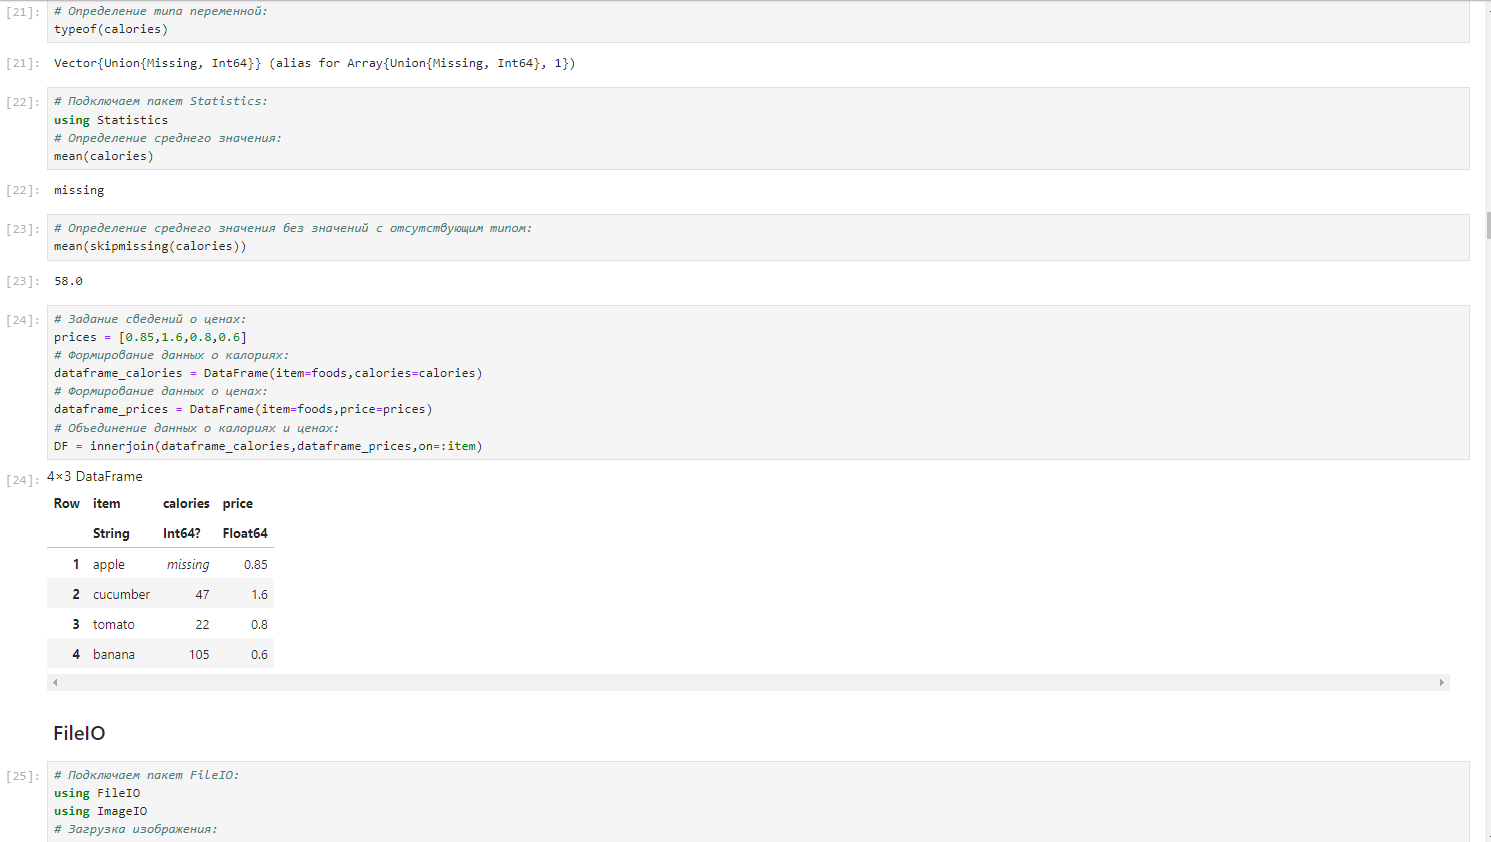 [21]: # Определение типа переменной:
typeof(calories)
[21]: Vector{Union{Missing, Int64}} (alias for Array{Union{Missing, Int64}, 1})
[22]: # Подключаем пакет Statistics:
using Statistics
# Определение среднего значения:
mean(calories)
[22]: missing
[23]: # Определение среднего значения без значений с отсутствующим типом:
mean(skipmissing(calories))
[23]: 58.0
[24]: # Задание сведений о ценах:
prices = [0.85,1.6,0.8,0.6]
# Формирование данных о калориях:
dataframe_calories = DataFrame(item=foods,calories=calories)
# Формирование данных о ценах:
dataframe_prices = DataFrame(item=foods,price=prices)
# Объединение данных о калориях и ценах:
DF = innerjoin(dataframe_calories,dataframe_prices,on=:item)
[24]: 4×3 DataFrame
Row item calories price
String Int64? Float64
1 apple missing 0.85
2 cucumber 47 1.6
3 tomato 22 0.8
4 banana 105 0.6
FileIO
[25]: # Подключаем пакет FileIO:
using FileIO
using ImageIO
# Загрузка изображения: